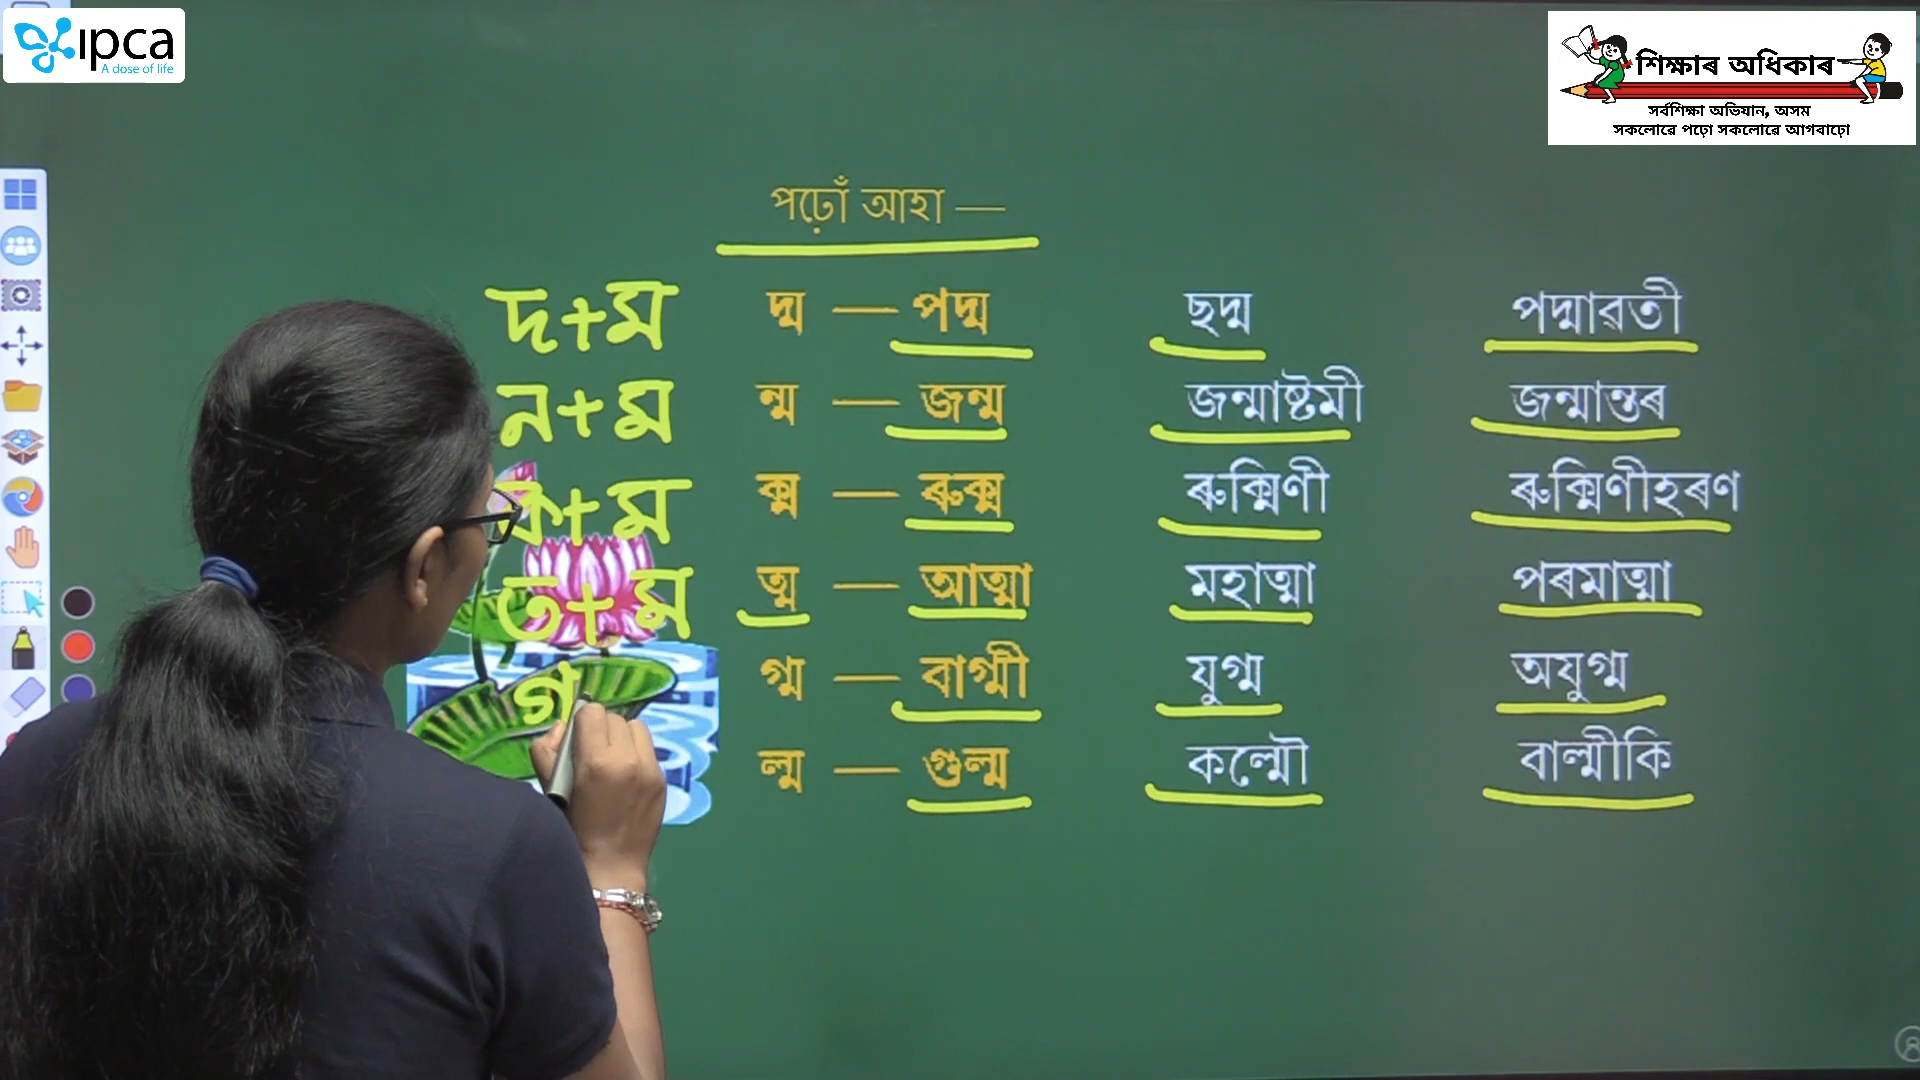 ipca
A dose of life
শিক্ষাৰ অধিকাৰ
সৰ্বশিক্ষা অভিযান, অসম
সকলোৱে পঢ়ো সকলোৱে আগবাঢ়ো
পঢ়োঁ আহা —
দ+ম দ্ম — পদ্ম ছদ্ম পদ্মাৱতী
ন+ম ন্ম — জন্ম জন্মাষ্টমী জন্মান্তৰ
ক+ম ক্ম — ৰুক্ম ৰুক্মিণী ৰুক্মিণীহৰণ
ত+ম ত্ম — আত্মা মহাত্মা পৰমাত্মা
গ গ্ম — বাগ্মী যুগ্ম অযুগ্ম
ল্ম — গুল্ম কল্মৌ বাল্মীকি